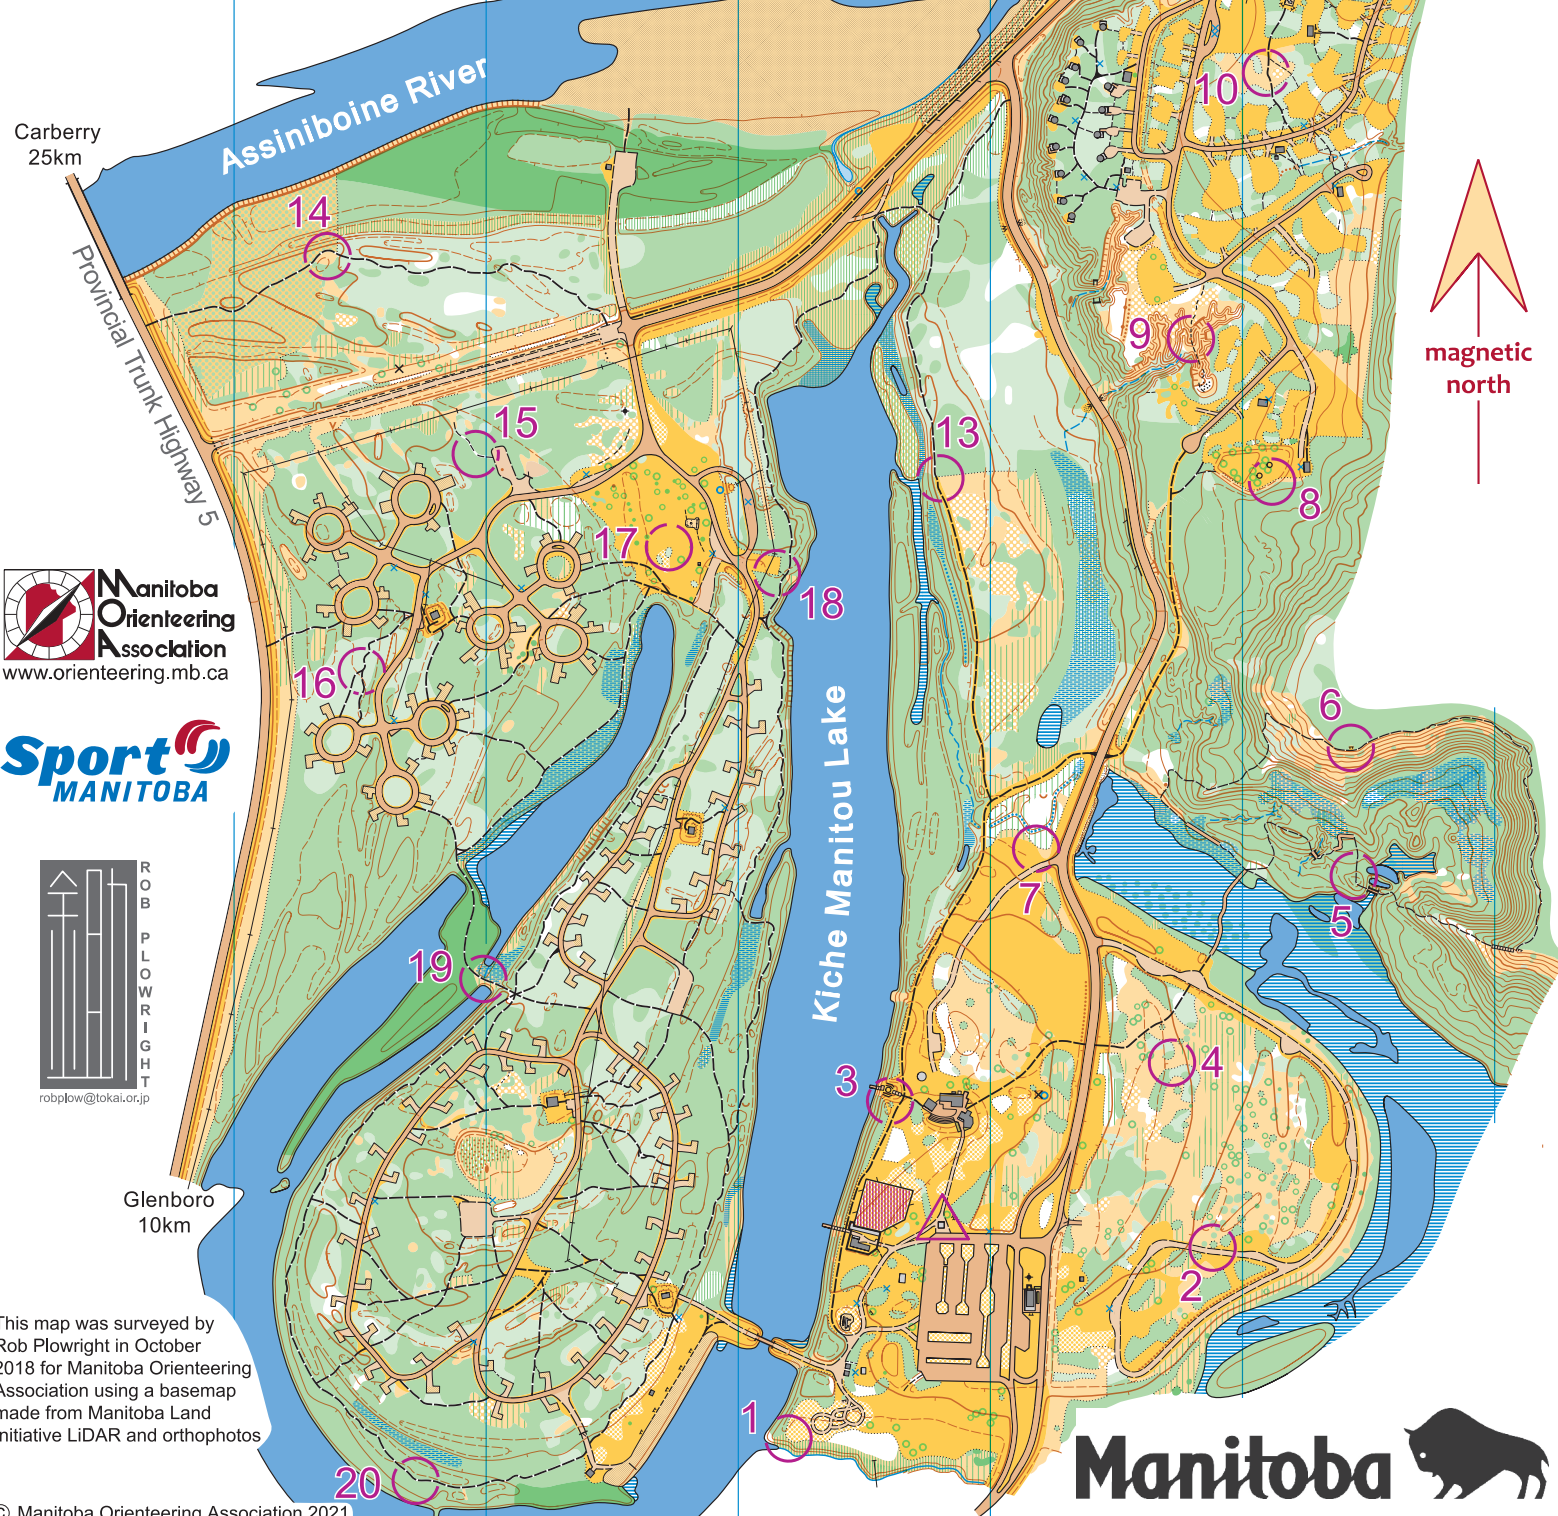 Assiniboine River
Carberry
25km
Provincial Trunk Highway 5
magnetic
north
10
14
9
15
13
8
17
18
Manitoba
Orienteering
Association
www.orienteering.mb.ca
16
6
Sport
MANITOBA
Kiche Manitou Lake
7
5
19
ROB PLOWRIGHT
robplow@tokai.or.jp
3
4
Glenboro
10km
2
This map was surveyed by
Rob Plowright in October
2018 for Manitoba Orienteering
Association using a basemap
made from Manitoba Land
Initiative LiDAR and orthophotos
1
20
Manitoba
© Manitoba Orienteering Association 2021